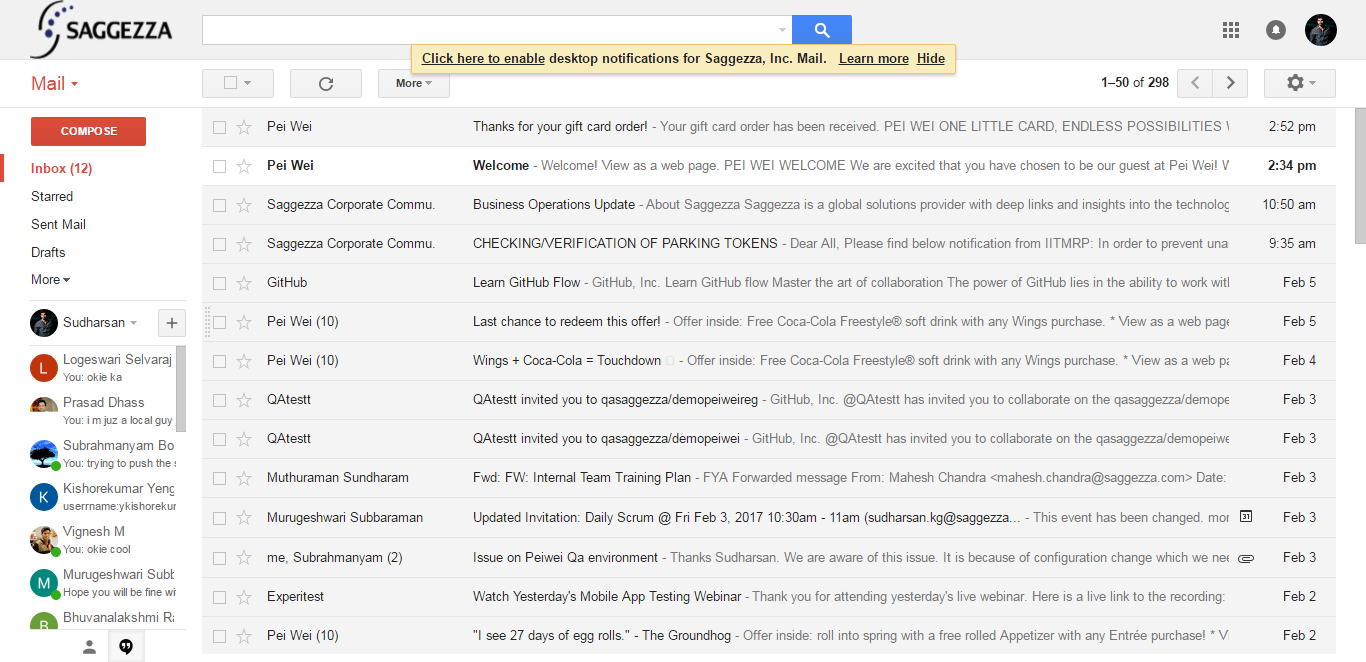 SAGGEZZA
Click here to enable desktop notifications for Saggezza, Inc. Mail. Learn more Hide
Mail
More
1–50 of 298
COMPOSE
Inbox (12)
Starred
Sent Mail
Drafts
More
Sudharsan
Logeswari Selvaraj
You: okie ka
Prasad Dhass
You: i m juz a local guy
Subrahmanyam Bo
You: trying to push the s
Kishorekumar Yeng
userrname:ykishorekur
Vignesh M
You: okie cool
Murugeshwari Subb
Hope you will be fine wi
Bhuvanalakshmi Ra
L
K
M
B
Pei Wei Thanks for your gift card order! - Your gift card order has been received. PEI WEI ONE LITTLE CARD, ENDLESS POSSIBILITIES 2:52 pm
Pei Wei Welcome - Welcome! View as a web page. PEI WEI WELCOME We are excited that you have chosen to be our guest at Pei Wei! 2:34 pm
Saggezza Corporate Commu. Business Operations Update - About Saggezza Saggezza is a global solutions provider with deep links and insights into the technolog 10:50 am
Saggezza Corporate Commu. CHECKING/VERIFICATION OF PARKING TOKENS - Dear All, Please find below notification from IITMRP: In order to prevent una 9:35 am
GitHub Learn GitHub Flow - GitHub, Inc. Learn GitHub flow Master the art of collaboration The power of GitHub lies in the ability to work wit Feb 5
Pei Wei (10) Last chance to redeem this offer! - Offer inside: Free Coca-Cola Freestyle® soft drink with any Wings purchase. * View as a web page Feb 5
Pei Wei (10) Wings + Coca-Cola = Touchdown - Offer inside: Free Coca-Cola Freestyle® soft drink with any Wings purchase. * View as a web pa Feb 4
QAtestt QAtestt invited you to qasaggezza/demopeiweireg - GitHub, Inc. @QAtestt has invited you to collaborate on the qasaggezza/demope Feb 3
QAtestt QAtestt invited you to qasaggezza/demopeiwei - GitHub, Inc. @QAtestt has invited you to collaborate on the qasaggezza/demopeiwe Feb 3
Muthuraman Sundharam Fwd: FW: Internal Team Training Plan - FYA Forwarded message From: Mahesh Chandra <mahesh.chandra@saggezza.com> Date: Feb 3
Murugeshwari Subbaraman Updated Invitation: Daily Scrum @ Fri Feb 3, 2017 10:30am - 11am (sudharsan.kg@saggezza... - This event has been changed. mor 31 Feb 3
me, Subrahmanyam (2) Issue on Peiwei Qa environment - Thanks Sudharsan. We are aware of this issue. It is because of configuration change which we nee Feb 3
Experitest Watch Yesterday's Mobile App Testing Webinar - Thank you for attending yesterday's live webinar. Here is a live link to the recording: Feb 2
Pei Wei (10) "I see 27 days of egg rolls." - The Groundhog - Offer inside: roll into spring with a free rolled Appetizer with any Entrée purchase! * Vi Feb 2